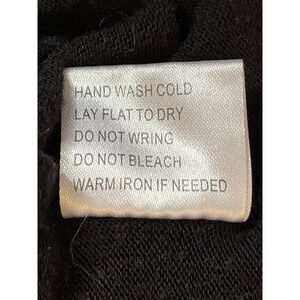 HAND WASH COLD
LAY FLAT TO DRY
DO NOT WRING
DO NOT BLEACH
WARM IRON IF NEEDED